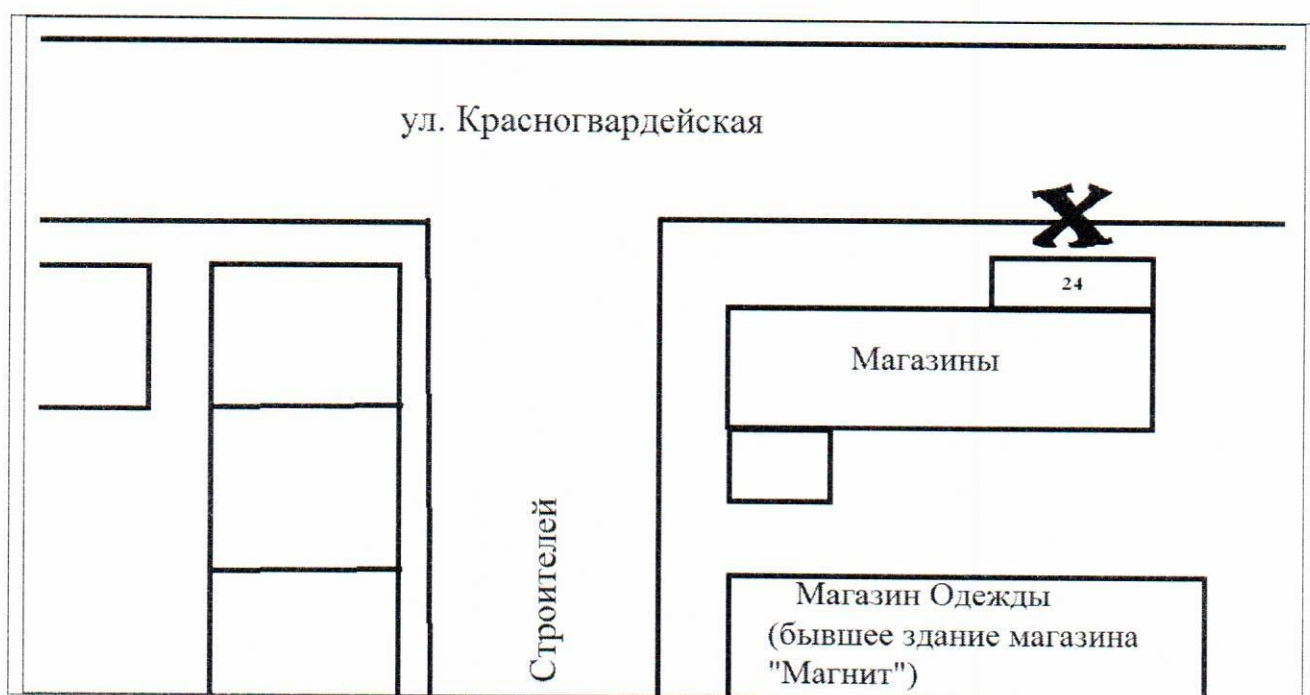 ул. Красногвардейская
X
24
Магазины
Строителей
Магазин Одежды
(бывшее здание магазина
"Магнит")